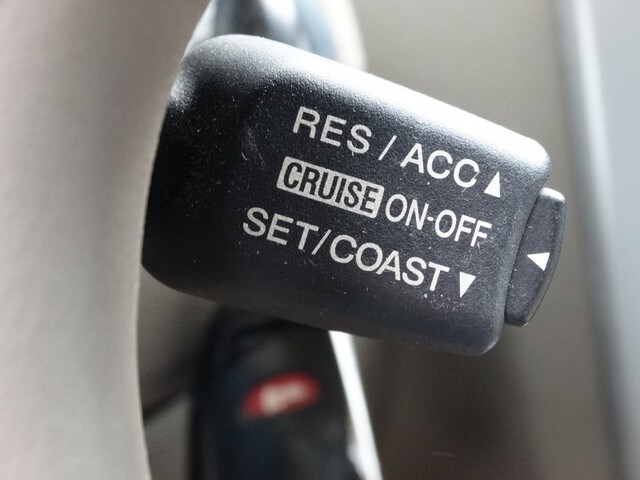 RES / ACC ▲
CRUISE ON-OFF
SET/COAST ▼